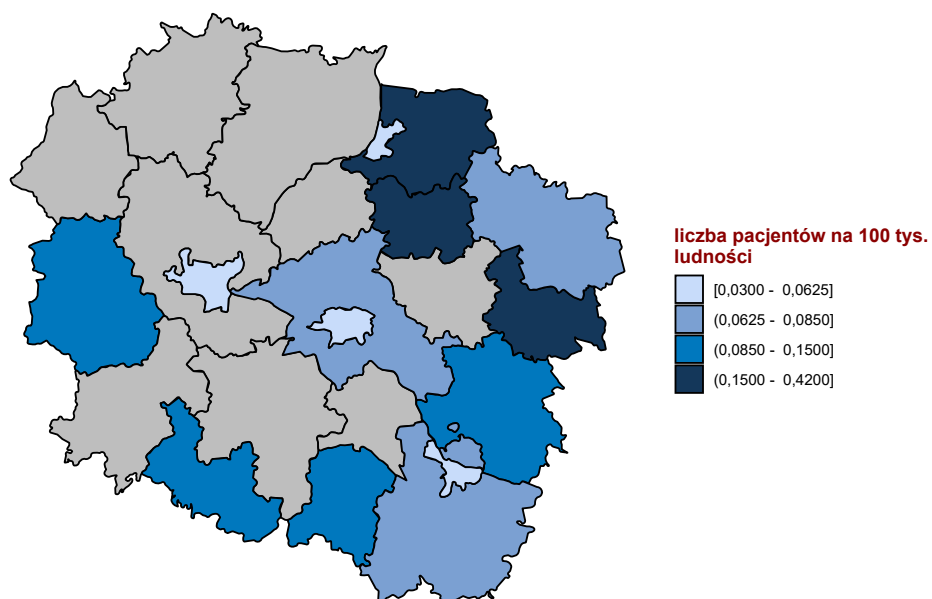 liczba pacjentów na 100 tys.
ludności
[0,0300 - 0,0625]
(0,0625 - 0,0850]
(0,0850 - 0,1500]
(0,1500 - 0,4200]